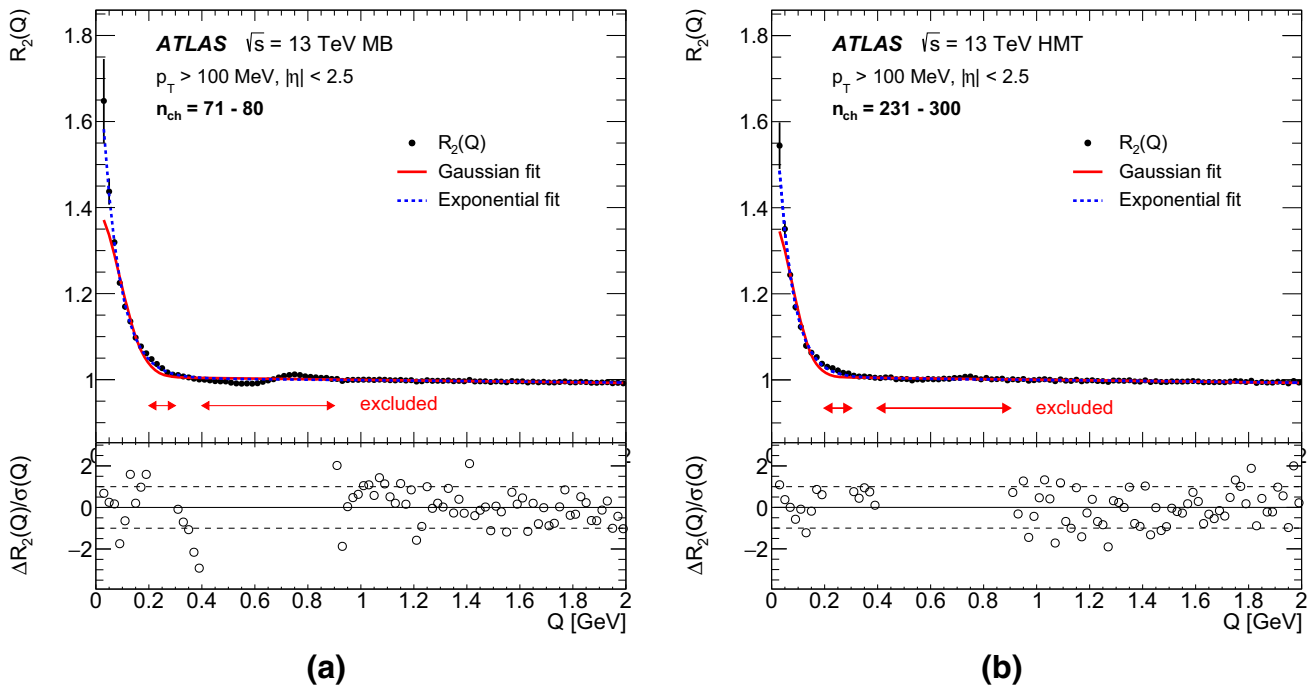 R₂(Q)
1.8
1.6
1.4
1.2
1
ATLAS √s = 13 TeV MB
p_T > 100 MeV, |η| < 2.5
n_ch = 71 - 80
R₂(Q)
Gaussian fit
Exponential fit
excluded
ΔR₂(Q)/σ(Q)
2
0
−2
0 0.2 0.4 0.6 0.8 1 1.2 1.4 1.6 1.8 2
Q [GeV]
(a)
R₂(Q)
1.8
1.6
1.4
1.2
1
ATLAS √s = 13 TeV HMT
p_T > 100 MeV, |η| < 2.5
n_ch = 231 - 300
R₂(Q)
Gaussian fit
Exponential fit
excluded
ΔR₂(Q)/σ(Q)
2
0
−2
0 0.2 0.4 0.6 0.8 1 1.2 1.4 1.6 1.8 2
Q [GeV]
(b)